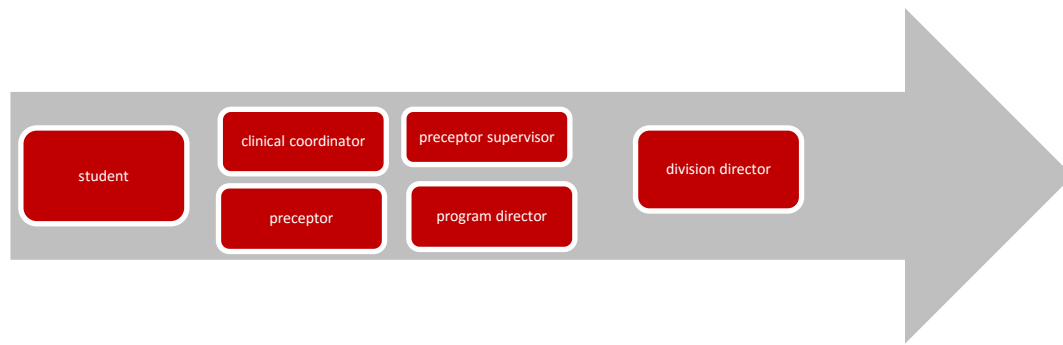 student
clinical coordinator
preceptor
preceptor supervisor
program director
division director